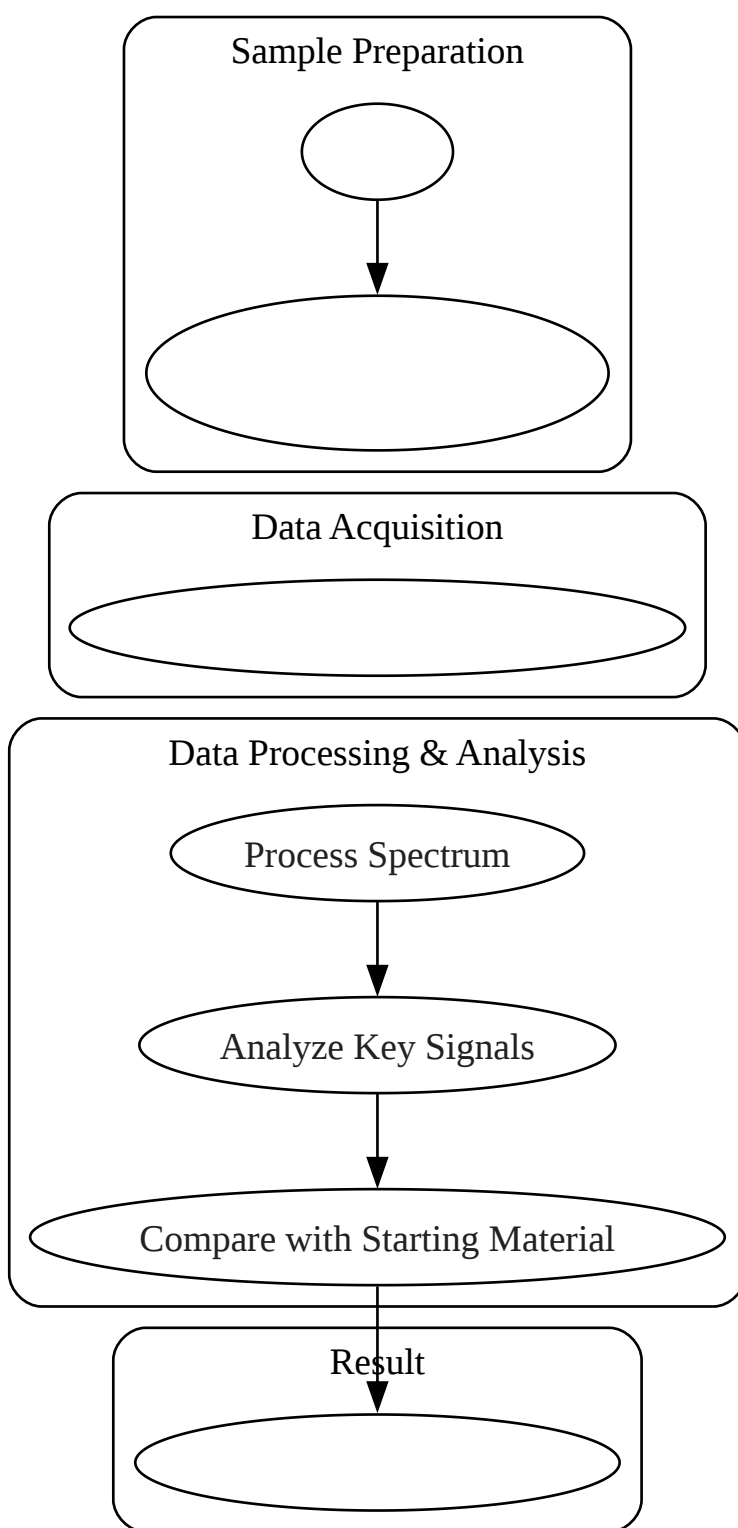 Sample Preparation
Data Acquisition
Data Processing & Analysis
Process Spectrum
Analyze Key Signals
Compare with Starting Material
Result